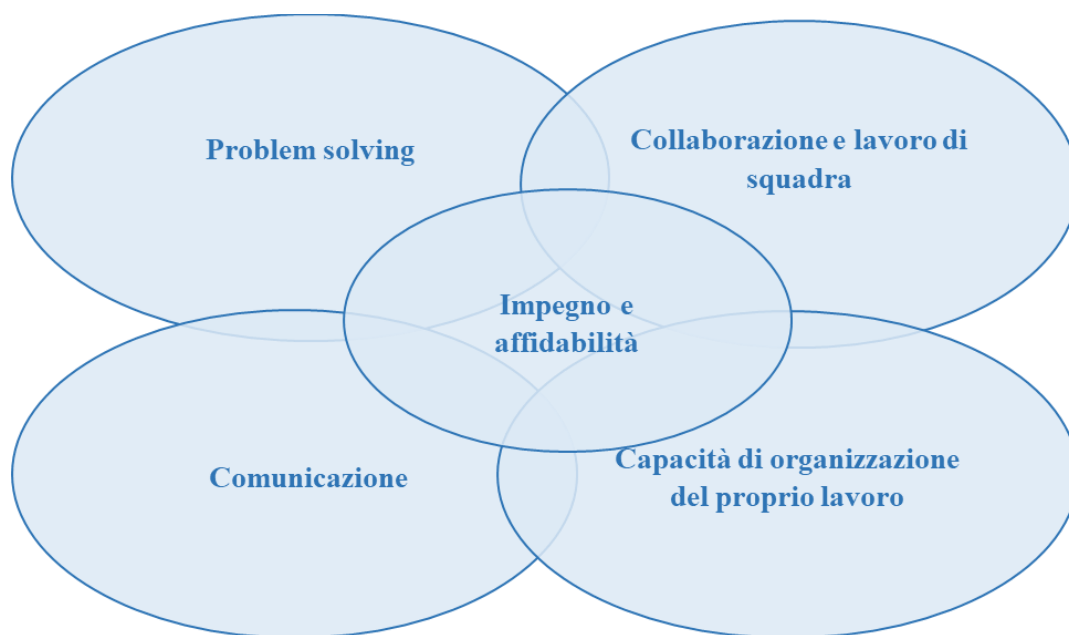 Problem solving
Collaborazione e lavoro di
squadra
Impegno e
affidabilità
Comunicazione
Capacità di organizzazione
del proprio lavoro